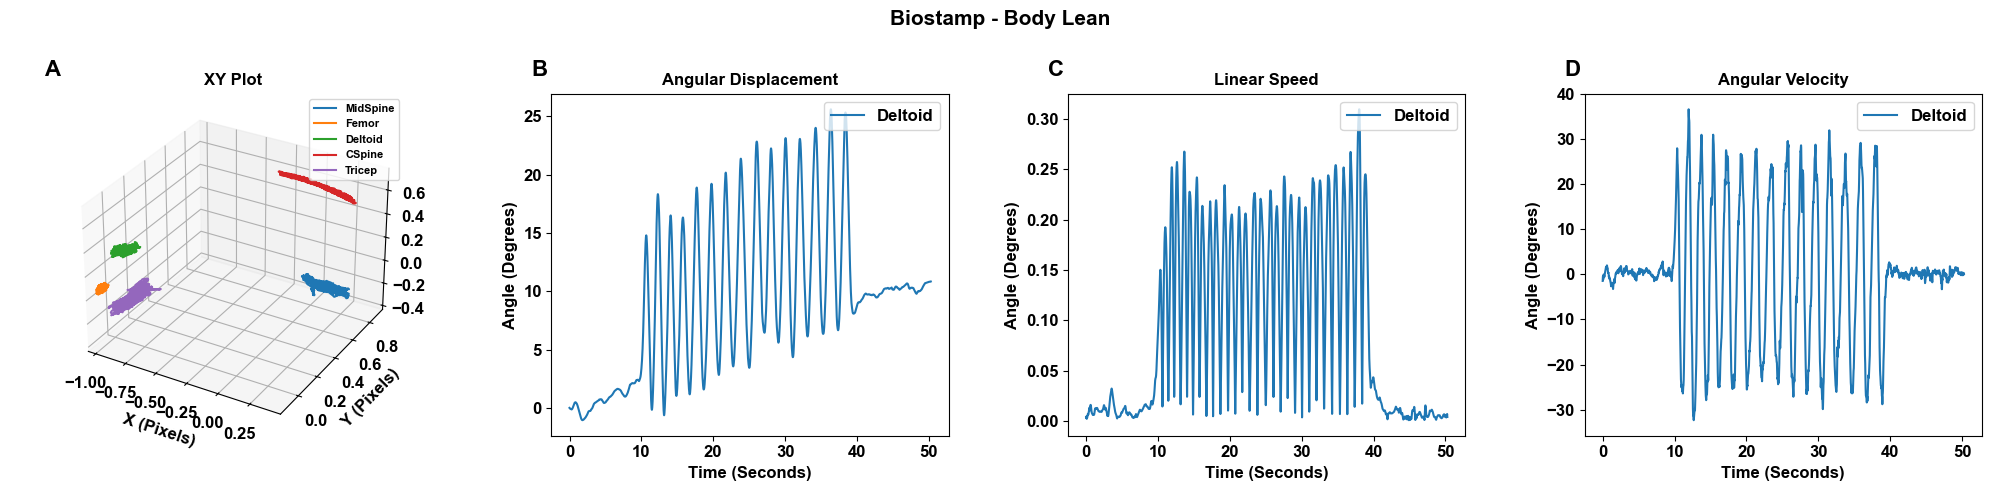 Biostamp - Body Lean
A
XY Plot
MidSpine
Femor
Deltoid
CSpine
Tricep
0.6
0.4
0.2
0.0
−0.2
−0.4
0.8
0.6
0.4
0.2
0.0
Y (Pixels)
−1.00
−0.75
−0.50
−0.25
0.00
0.25
X (Pixels)
B
Angular Displacement
Deltoid
25
20
15
10
5
0
Angle (Degrees)
0 10 20 30 40 50
Time (Seconds)
C
Linear Speed
Deltoid
0.30
0.25
0.20
0.15
0.10
0.05
0.00
Angle (Degrees)
0 10 20 30 40 50
Time (Seconds)
D
Angular Velocity
Deltoid
40
30
20
10
0
−10
−20
−30
Angle (Degrees)
0 10 20 30 40 50
Time (Seconds)